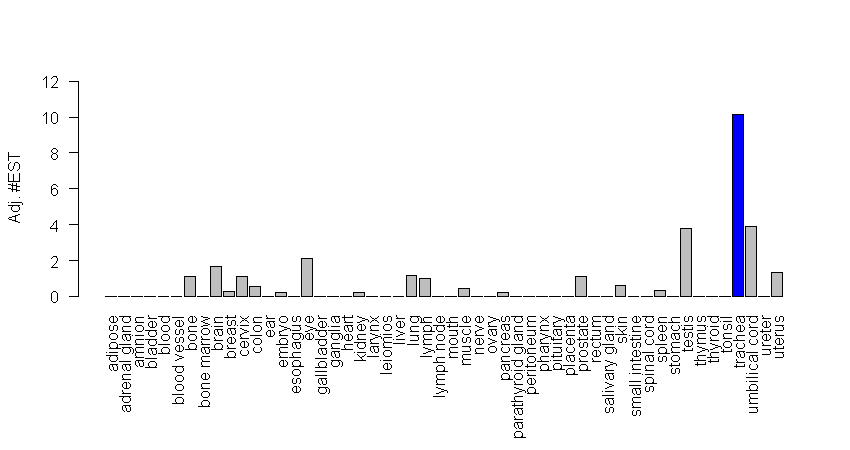 Adj. #EST
12
10
8
6
4
2
0
adipose
adrenal gland
amnion
bladder
blood
blood vessel
bone
bone marrow
brain
breast
cervix
colon
ear
embryo
esophagus
eye
gallbladder
ganglia
heart
kidney
larynx
leiomios
liver
lung
lymph
lymph node
mouth
muscle
nerve
ovary
pancreas
parathyroid gland
peritoneum
pharynx
pituitary
placenta
prostate
rectum
salivary gland
skin
small intestine
spinal cord
spleen
stomach
testis
thymus
thyroid
tonsil
trachea
umbilical cord
ureter
uterus